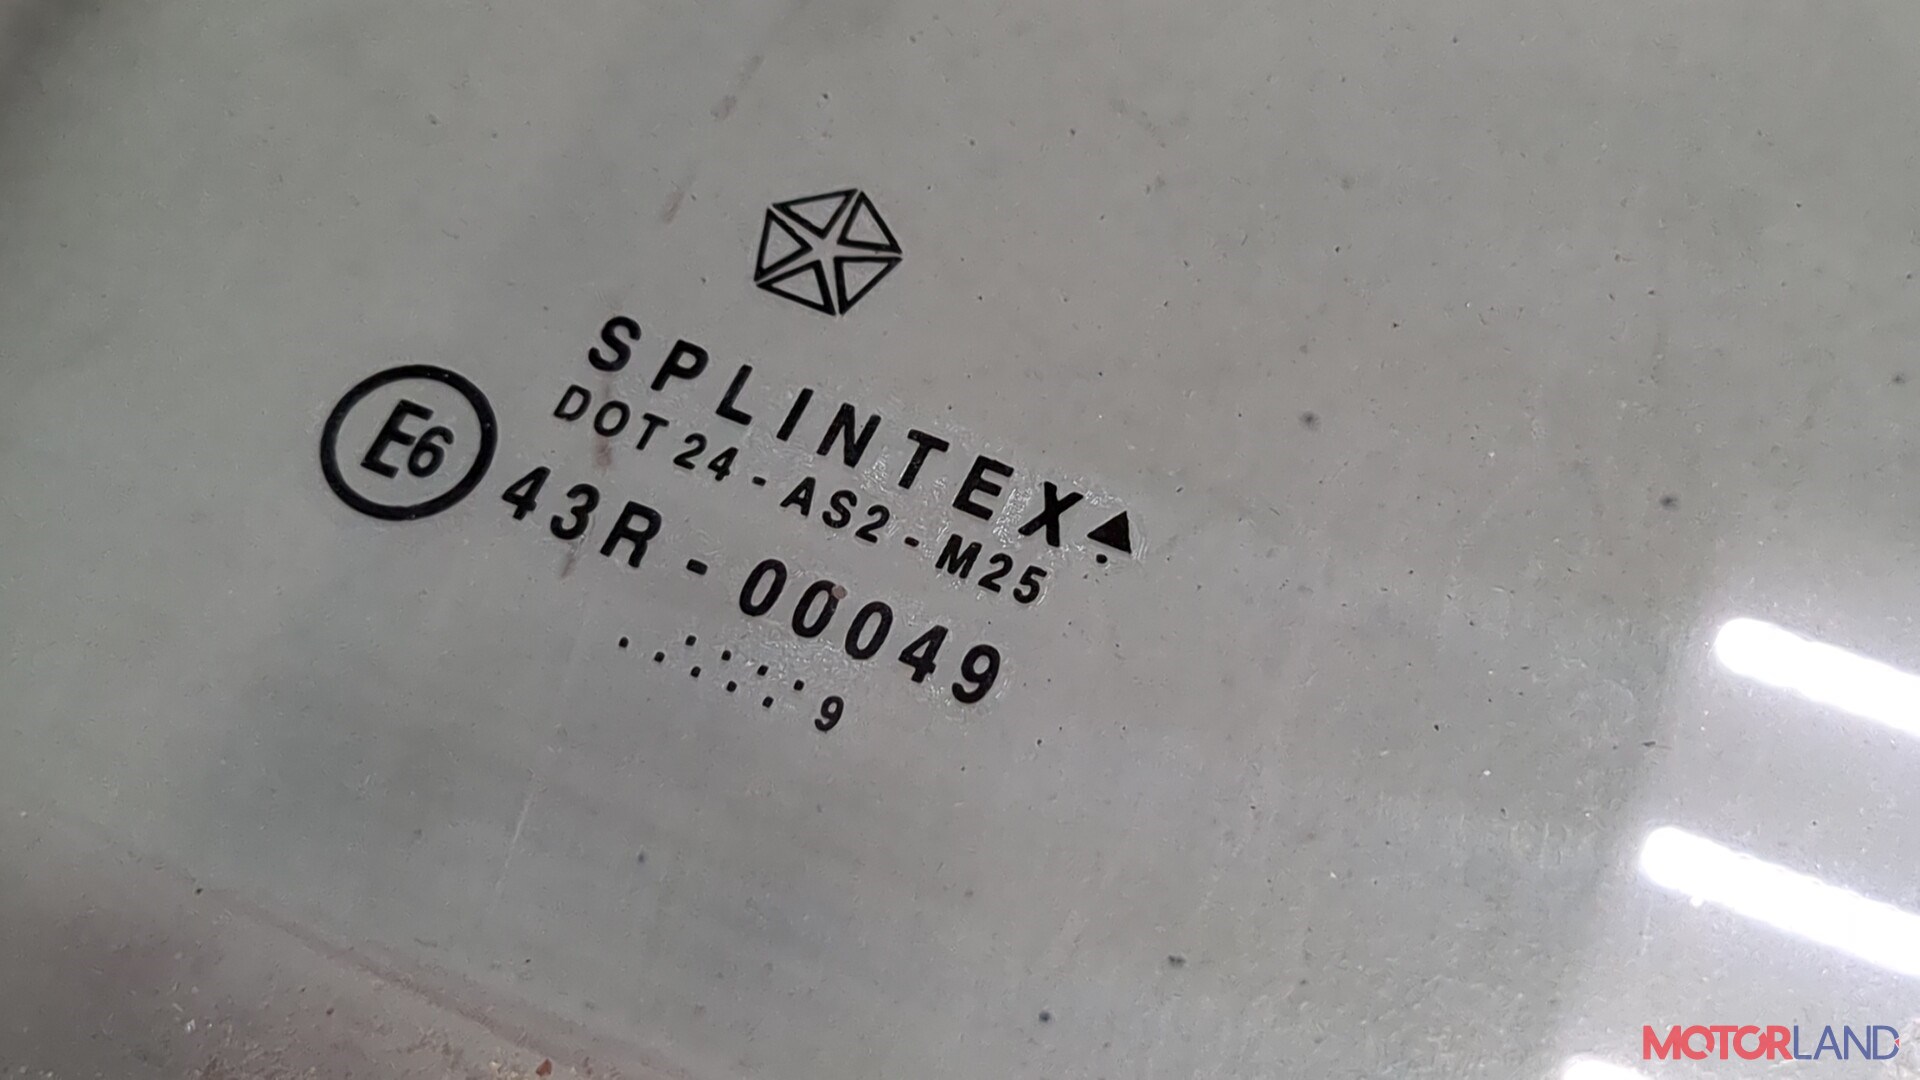 SPLINTEX
DOT 24 - AS2 - M25
E6 43R - 00049
. . : : : : 9
MOTORLAND